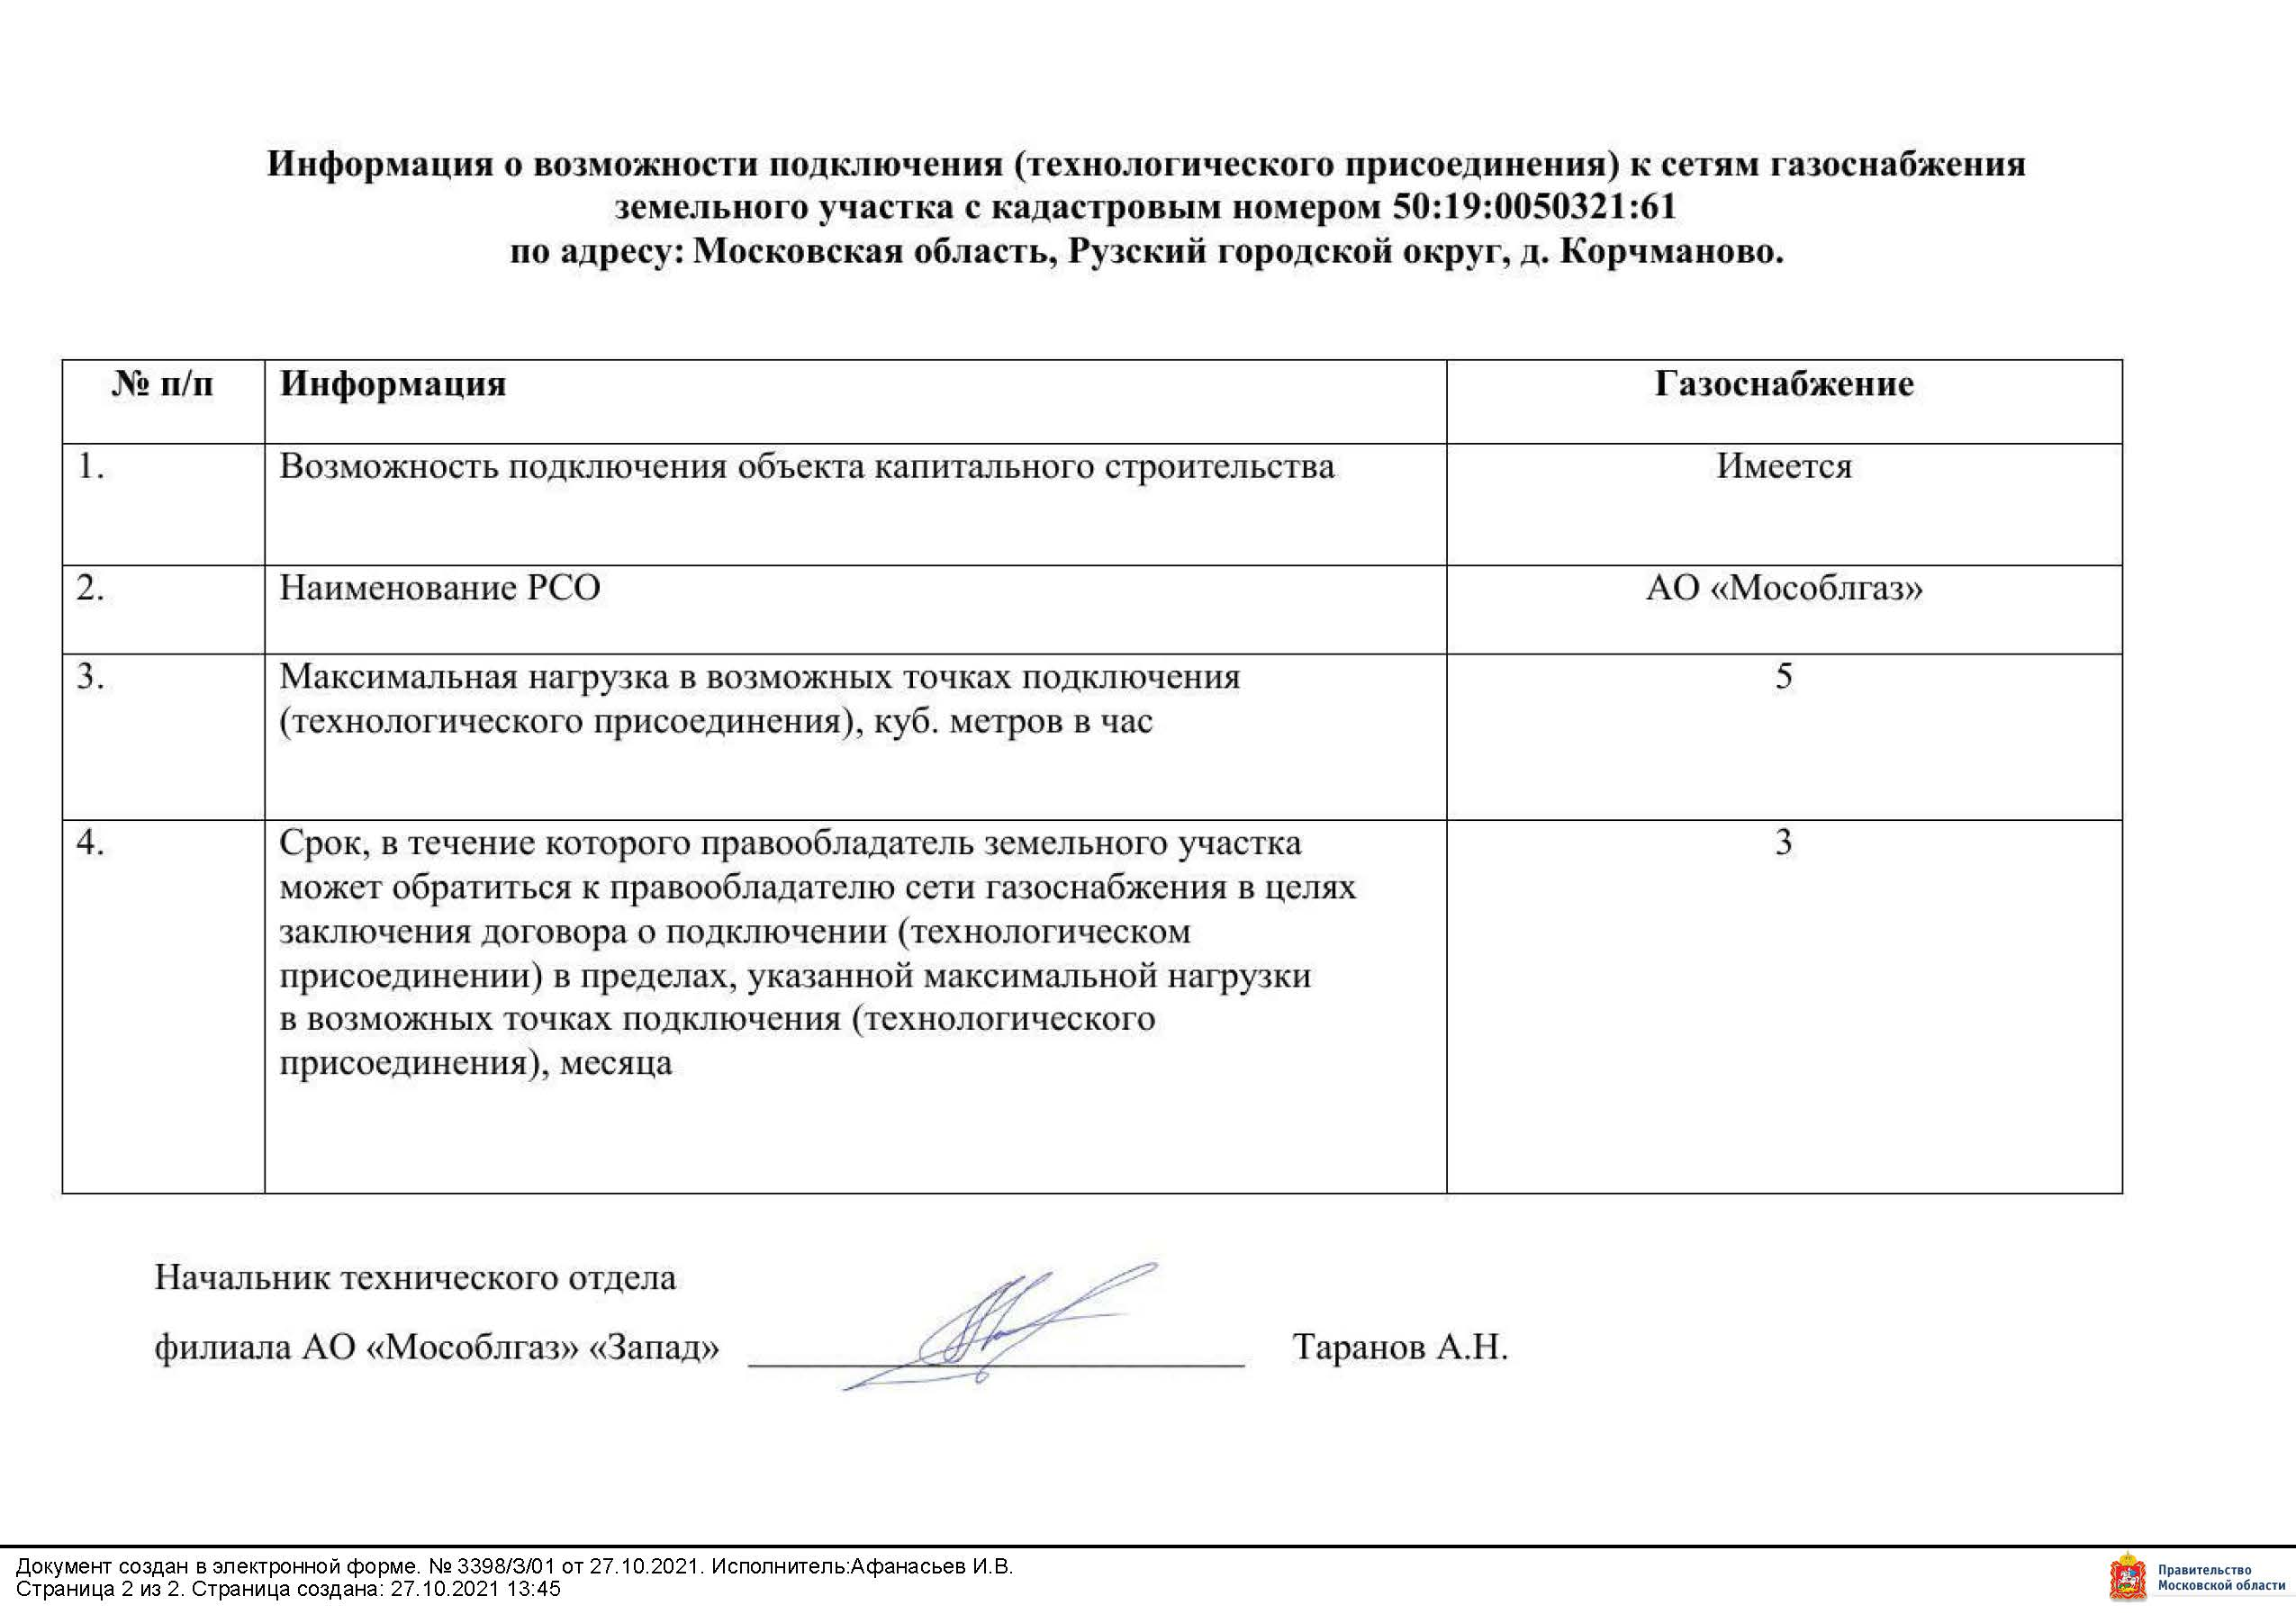 Информация о возможности подключения (технологического присоединения) к сетям газоснабжения
земельного участка с кадастровым номером 50:19:0050321:61
по адресу: Московская область, Рузский городской округ, д. Корчманово.
№ п/п Информация Газоснабжение
1. Возможность подключения объекта капитального строительства Имеется
2. Наименование РСО АО «Мособлгаз»
3. Максимальная нагрузка в возможных точках подключения 5
(технологического присоединения), куб. метров в час
4. Срок, в течение которого правообладатель земельного участка 3
может обратиться к правообладателю сети газоснабжения в целях
заключения договора о подключении (технологическом
присоединении) в пределах, указанной максимальной нагрузки
в возможных точках подключения (технологического
присоединения), месяца
Начальник технического отдела
филиала АО «Мособлгаз» «Запад» Таранов А.Н.
Документ создан в электронной форме. № 3398/3/01 от 27.10.2021. Исполнитель:Афанасьев И.В.
Страница 2 из 2. Страница создана: 27.10.2021 13:45
Правительство
Московской области